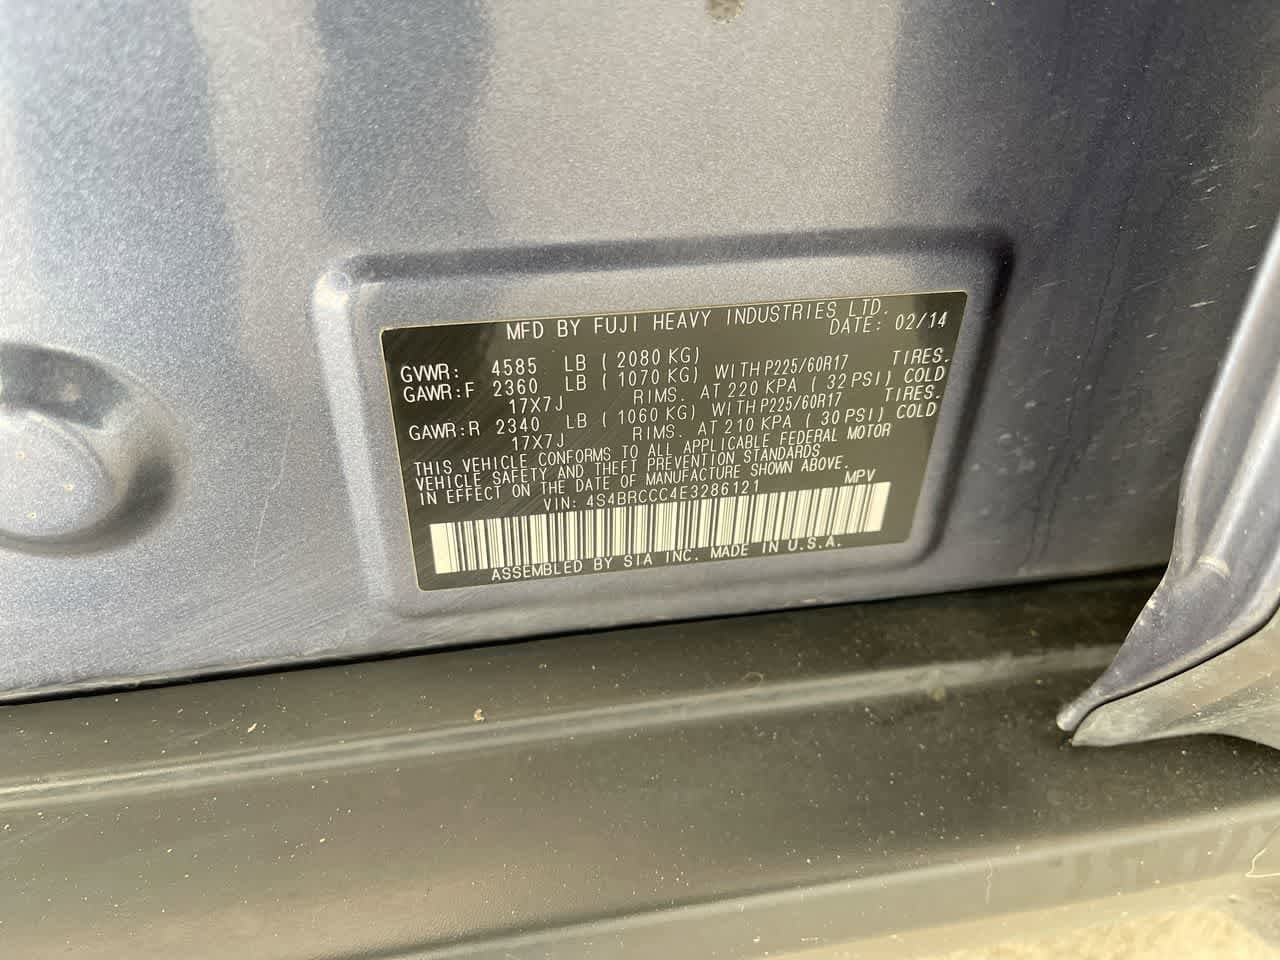 MFD BY FUJI HEAVY INDUSTRIES LTD.
DATE: 02/14
GVWR: 4585 LB ( 2080 KG)
GAWR:F 2360 LB ( 1070 KG) WITH P225/60R17 TIRES.
17X7J RIMS. AT 220 KPA ( 32 PSI) COLD
GAWR:R 2340 LB ( 1060 KG) WITH P225/60R17 TIRES.
17X7J RIMS. AT 210 KPA ( 30 PSI) COLD
THIS VEHICLE CONFORMS TO ALL APPLICABLE FEDERAL MOTOR
VEHICLE SAFETY AND THEFT PREVENTION STANDARDS
IN EFFECT ON THE DATE OF MANUFACTURE SHOWN ABOVE.
VIN: 4S4BRCCC4E3286121 MPV
ASSEMBLED BY SIA INC. MADE IN U.S.A.